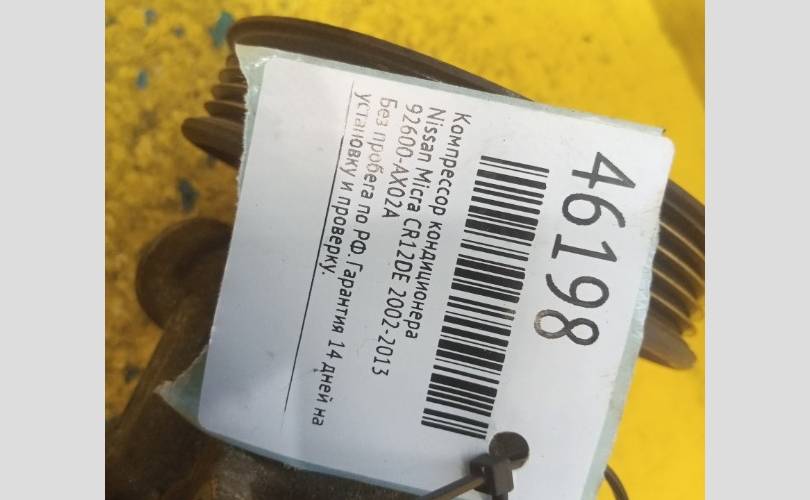 46198
Компрессор кондиционера
Nissan Micra CR12DE 2002-2013
92600-AX02A
Без пробега по РФ. Гарантия 14 дней на
установку и проверку.